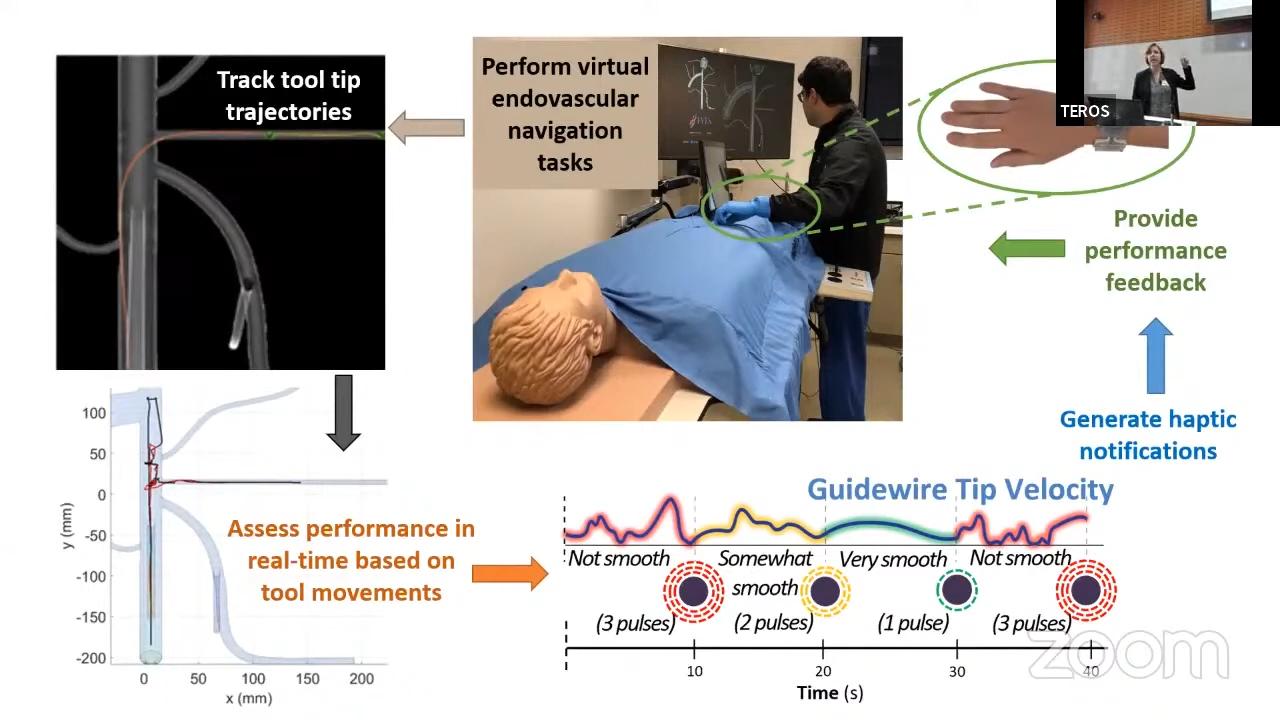 Track tool tip
trajectories
Perform virtual
endovascular
navigation
tasks
TEROS
Provide
performance
feedback
Generate haptic
notifications
100
50
0
-50
-100
-150
-200
y (mm)
0
50
100
150
200
x (mm)
Assess performance in
real-time based on
tool movements
Guidewire Tip Velocity
Not smooth
Somewhat
smooth
Very smooth
Not smooth
(3 pulses)
(2 pulses)
(1 pulse)
(3 pulses)
10
20
30
40
Time (s)
zoom